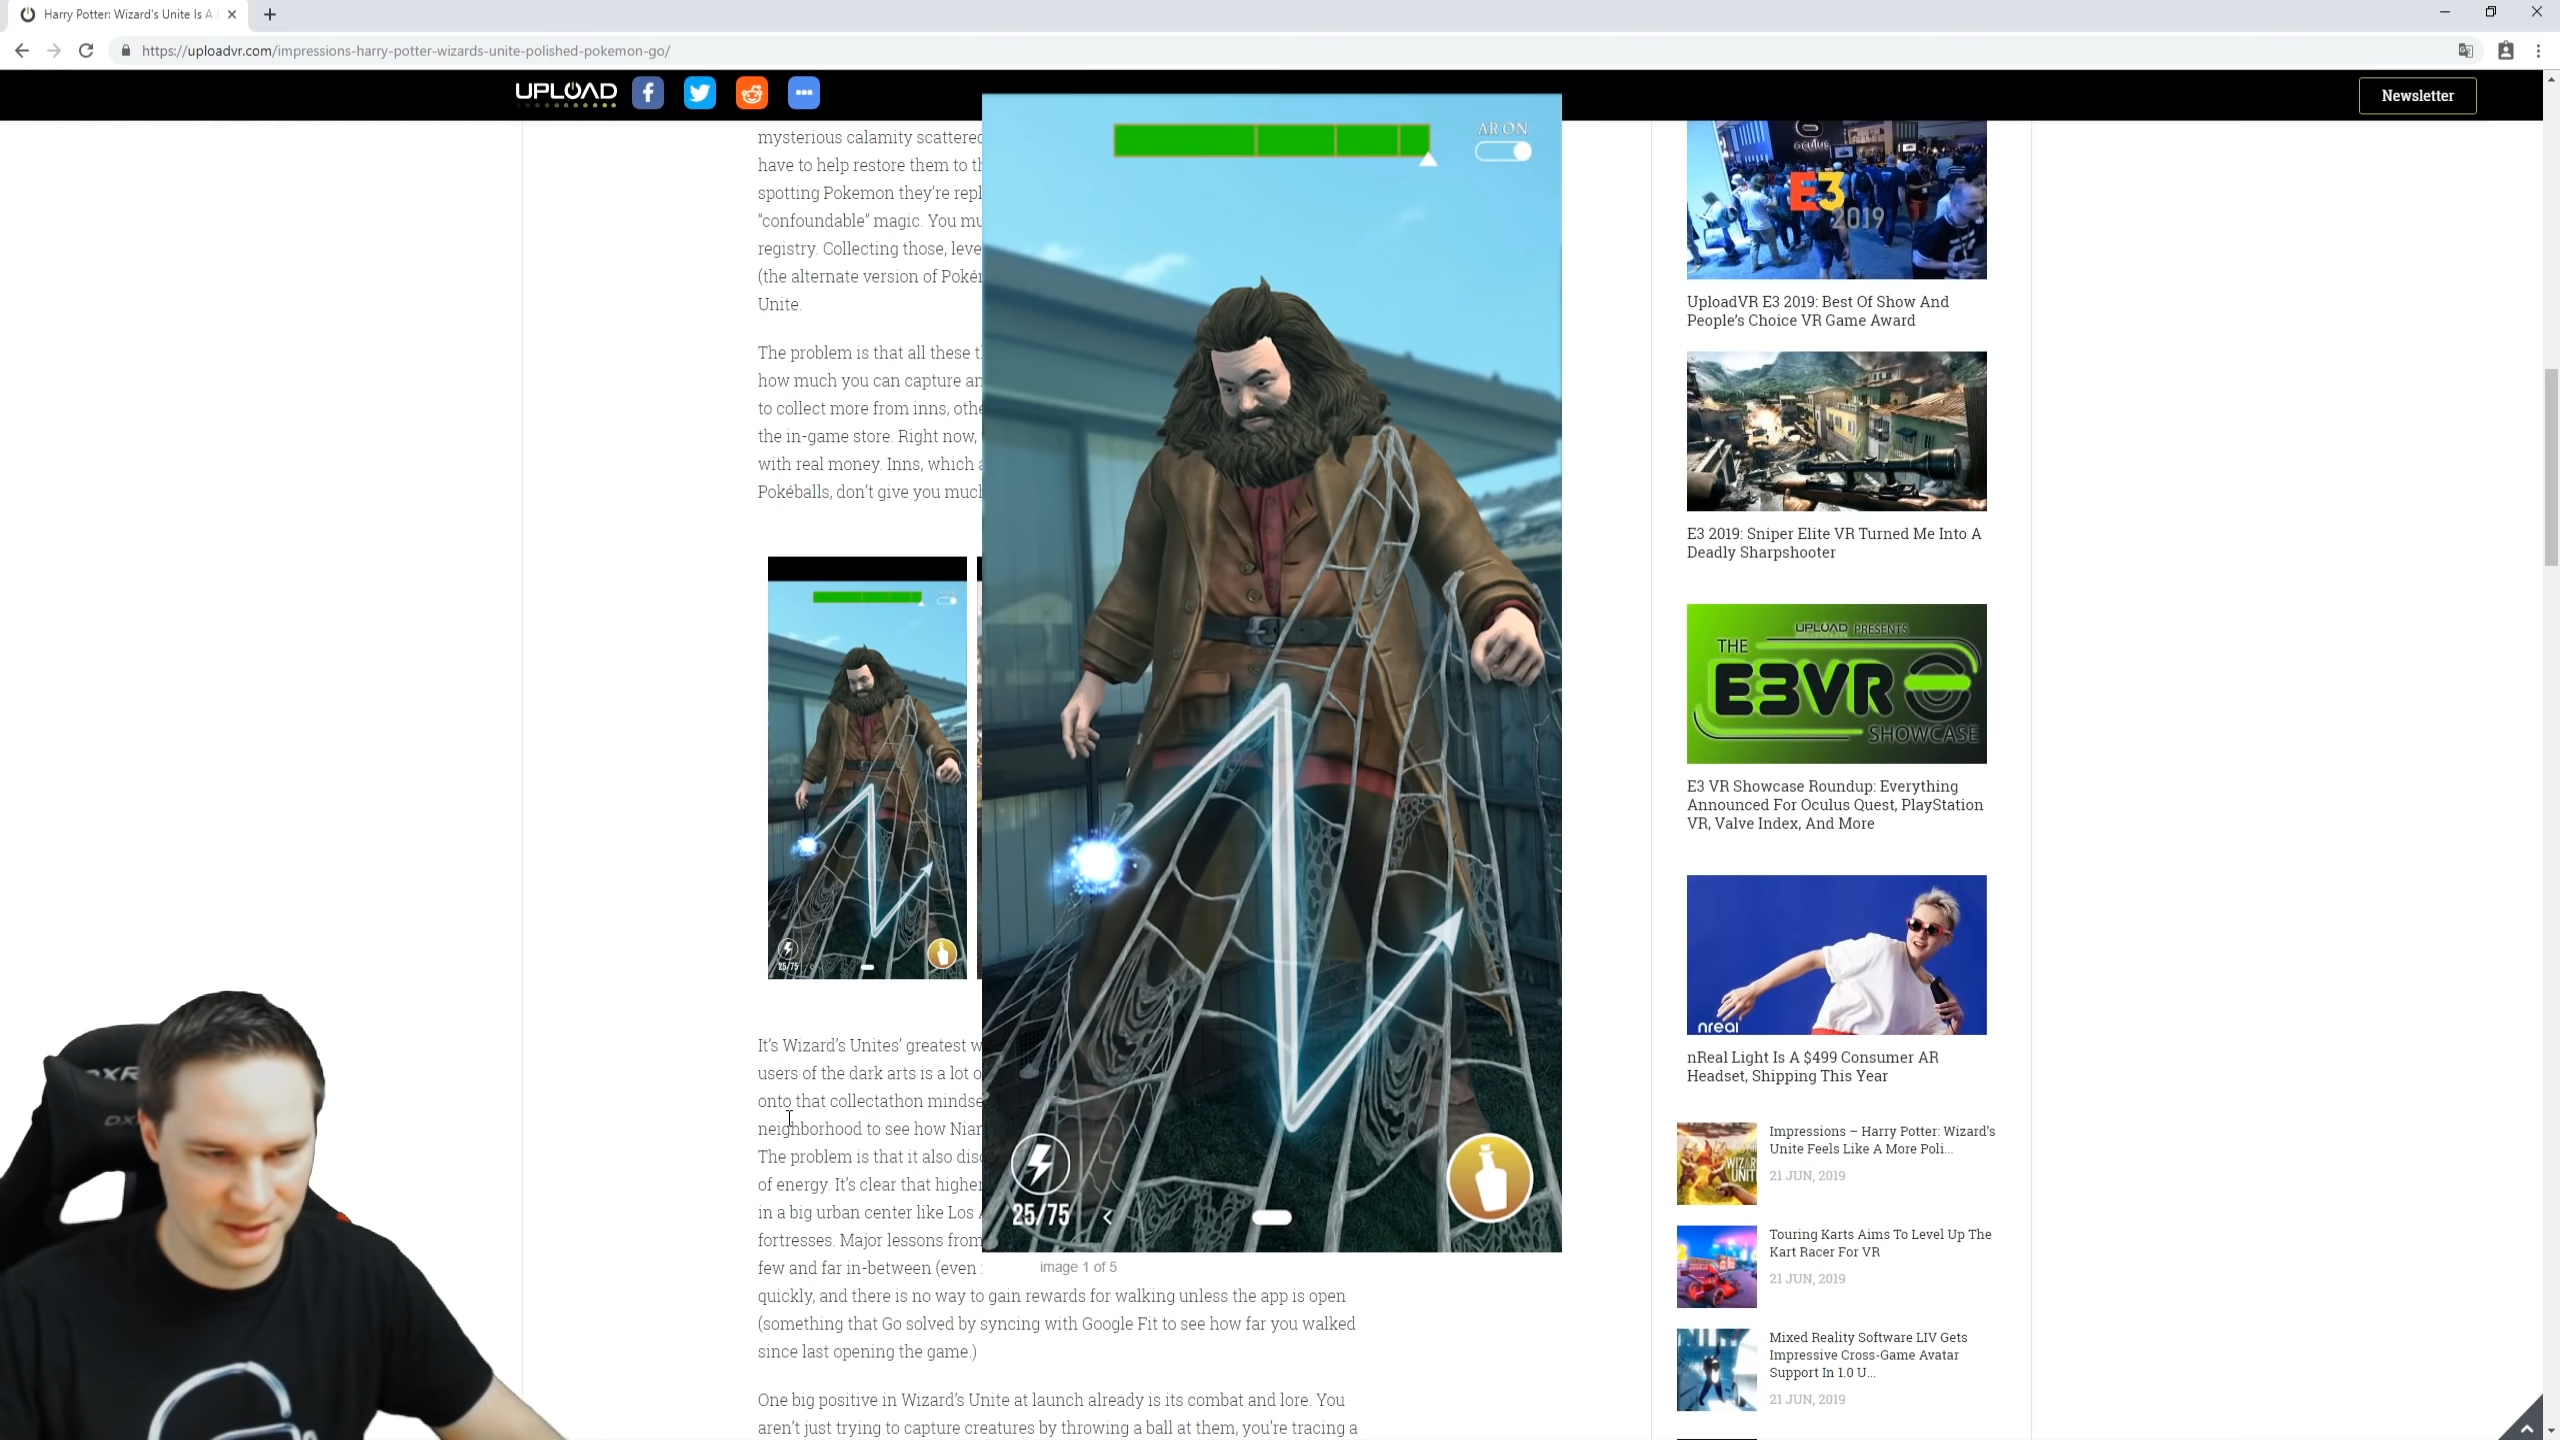 Harry Potter: Wizard's Unite Is A
https://uploadvr.com/impressions-harry-potter-wizards-unite-polished-pokemon-go/
UPLOAD
Newsletter
mysterious calamity scattered
have to help restore them to th
spotting Pokemon they're repl
"confoundable" magic. You mu
registry. Collecting those, leve
(the alternate version of Pokém
Unite.
The problem is that all these th
how much you can capture an
to collect more from inns, othe
the in-game store. Right now,
with real money. Inns, which a
Pokéballs, don't give you much
25/75
AR ON
25/75
image 1 of 5
It's Wizard's Unites' greatest w
users of the dark arts is a lot o
onto that collectathon mindse
neighborhood to see how Nian
The problem is that it also disc
of energy. It's clear that higher
in a big urban center like Los A
fortresses. Major lessons from
few and far in-between (even
quickly, and there is no way to gain rewards for walking unless the app is open
(something that Go solved by syncing with Google Fit to see how far you walked
since last opening the game.)
One big positive in Wizard's Unite at launch already is its combat and lore. You
aren't just trying to capture creatures by throwing a ball at them, you're tracing a
oculus
E3
2019
UploadVR E3 2019: Best Of Show And
People's Choice VR Game Award
E3 2019: Sniper Elite VR Turned Me Into A
Deadly Sharpshooter
UPLOAD PRESENTS
THE
E3VR
SHOWCASE
E3 VR Showcase Roundup: Everything
Announced For Oculus Quest, PlayStation
VR, Valve Index, And More
nreal
nReal Light Is A $499 Consumer AR
Headset, Shipping This Year
Impressions – Harry Potter: Wizard's
Unite Feels Like A More Poli...
21 JUN, 2019
Touring Karts Aims To Level Up The
Kart Racer For VR
21 JUN, 2019
Mixed Reality Software LIV Gets
Impressive Cross-Game Avatar
Support In 1.0 U...
21 JUN, 2019